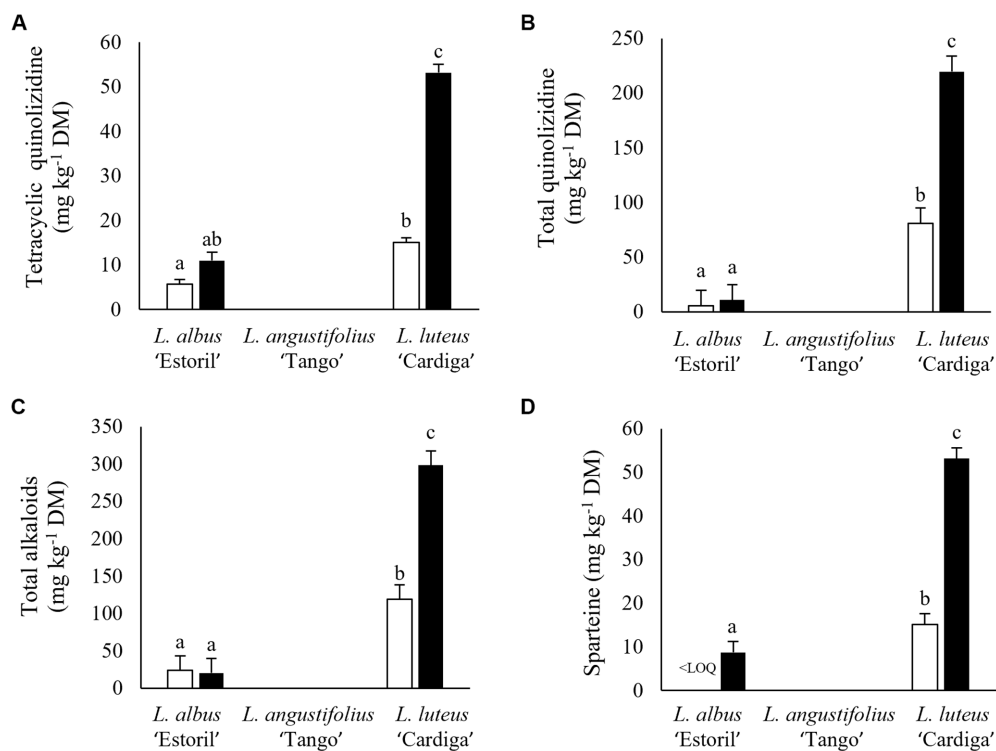 A
Tetracyclic quinolizidine
(mg kg⁻¹ DM)
60
50
40
30
20
10
0
a
ab
b
c
L. albus
'Estoril'
L. angustifolius
'Tango'
L. luteus
'Cardiga'
B
Total quinolizidine
(mg kg⁻¹ DM)
250
200
150
100
50
0
a
a
b
c
L. albus
'Estoril'
L. angustifolius
'Tango'
L. luteus
'Cardiga'
C
Total alkaloids
(mg kg⁻¹ DM)
350
300
250
200
150
100
50
0
a
a
b
c
L. albus
'Estoril'
L. angustifolius
'Tango'
L. luteus
'Cardiga'
D
Sparteine (mg kg⁻¹ DM)
60
50
40
30
20
10
0
<LOQ
a
b
c
L. albus
'Estoril'
L. angustifolius
'Tango'
L. luteus
'Cardiga'